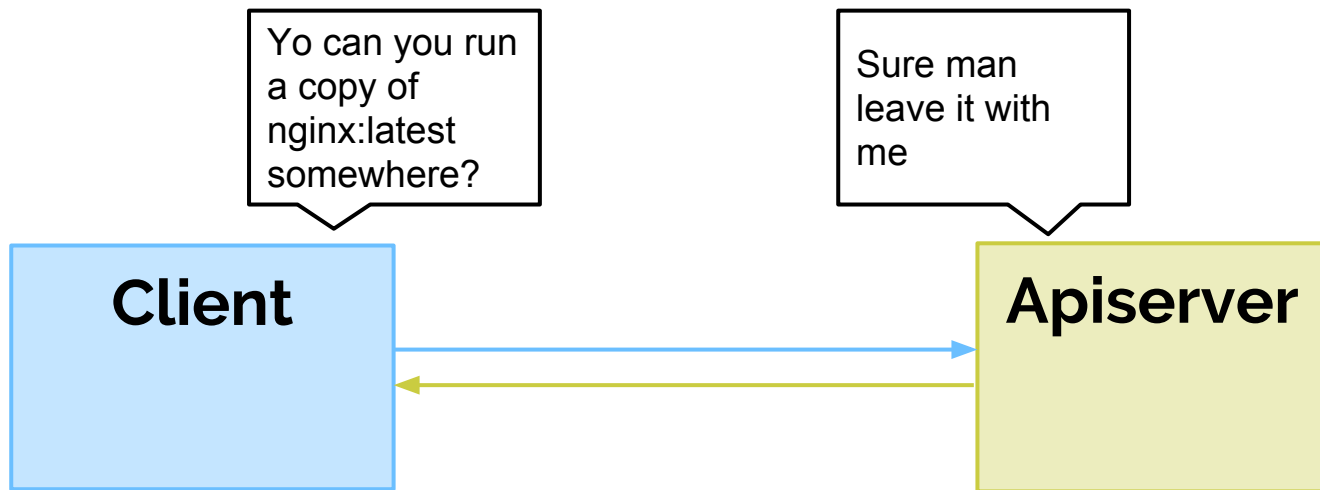 Yo can you run
a copy of
nginx:latest
somewhere?
Sure man
leave it with
me
Client
Apiserver